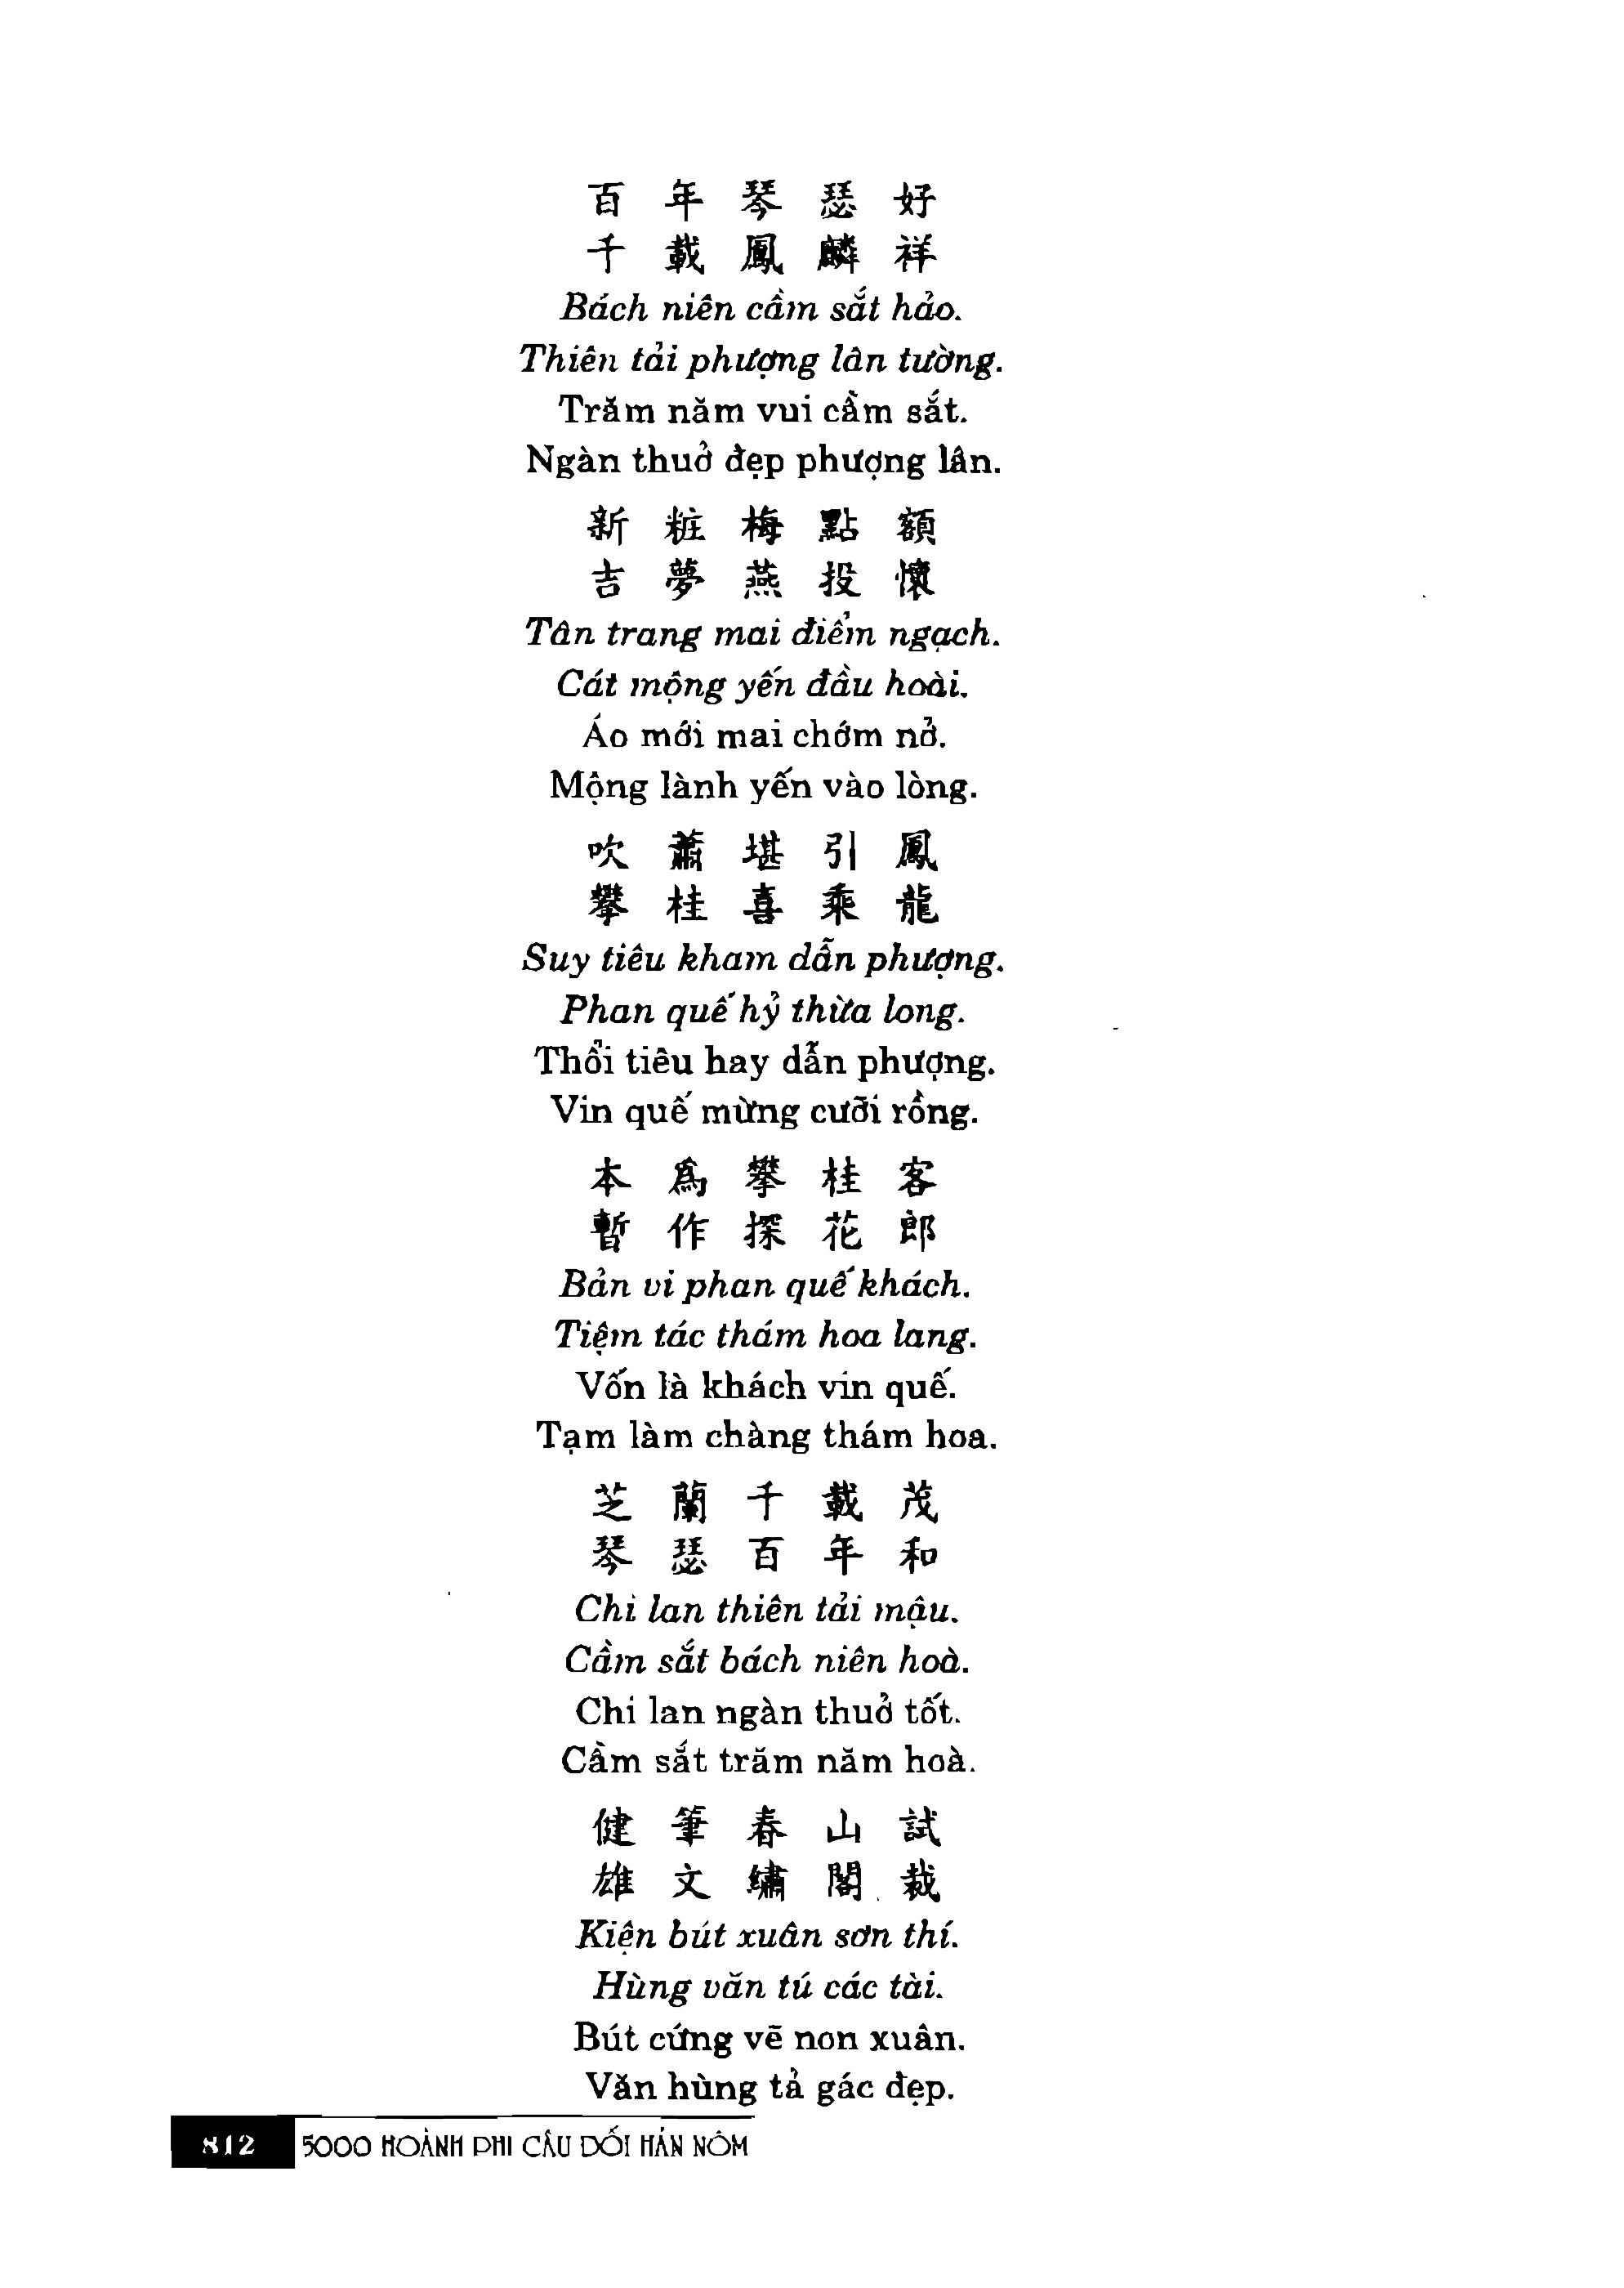 百年琴瑟好
千載鳳麟祥
Bách niên cầm sắt hảo.
Thiên tải phượng lân tường.
Trăm năm vui cầm sắt.
Ngàn thuở đẹp phượng lân.
新粧梅點額
吉夢燕投懷
Tân trang mai điểm ngạch.
Cát mộng yến đầu hoài.
Áo mới mai chớm nở.
Mộng lành yến vào lòng.
吹蕭堪引鳳
攀桂喜乘龍
Suy tiêu kham dẫn phượng.
Phan quế hỷ thừa long.
Thổi tiêu hay dẫn phượng.
Vin quế mừng cưỡi rồng.
本為攀桂客
暫作探花郎
Bản vi phan quế khách.
Tiệm tác thám hoa lang.
Vốn là khách vin quế.
Tạm làm chàng thám hoa.
芝蘭千載茂
琴瑟百年和
Chi lan thiên tải mậu.
Cầm sắt bách niên hoà.
Chi lan ngàn thuở tốt.
Cầm sắt trăm năm hoà.
健筆春山試
雄文繡閣裁
Kiện bút xuân sơn thí.
Hùng văn tú các tài.
Bút cứng vẽ non xuân.
Văn hùng tả gác đẹp.
812 5000 HOÀNH PHI CÂU ĐỐI HÁN NÔM